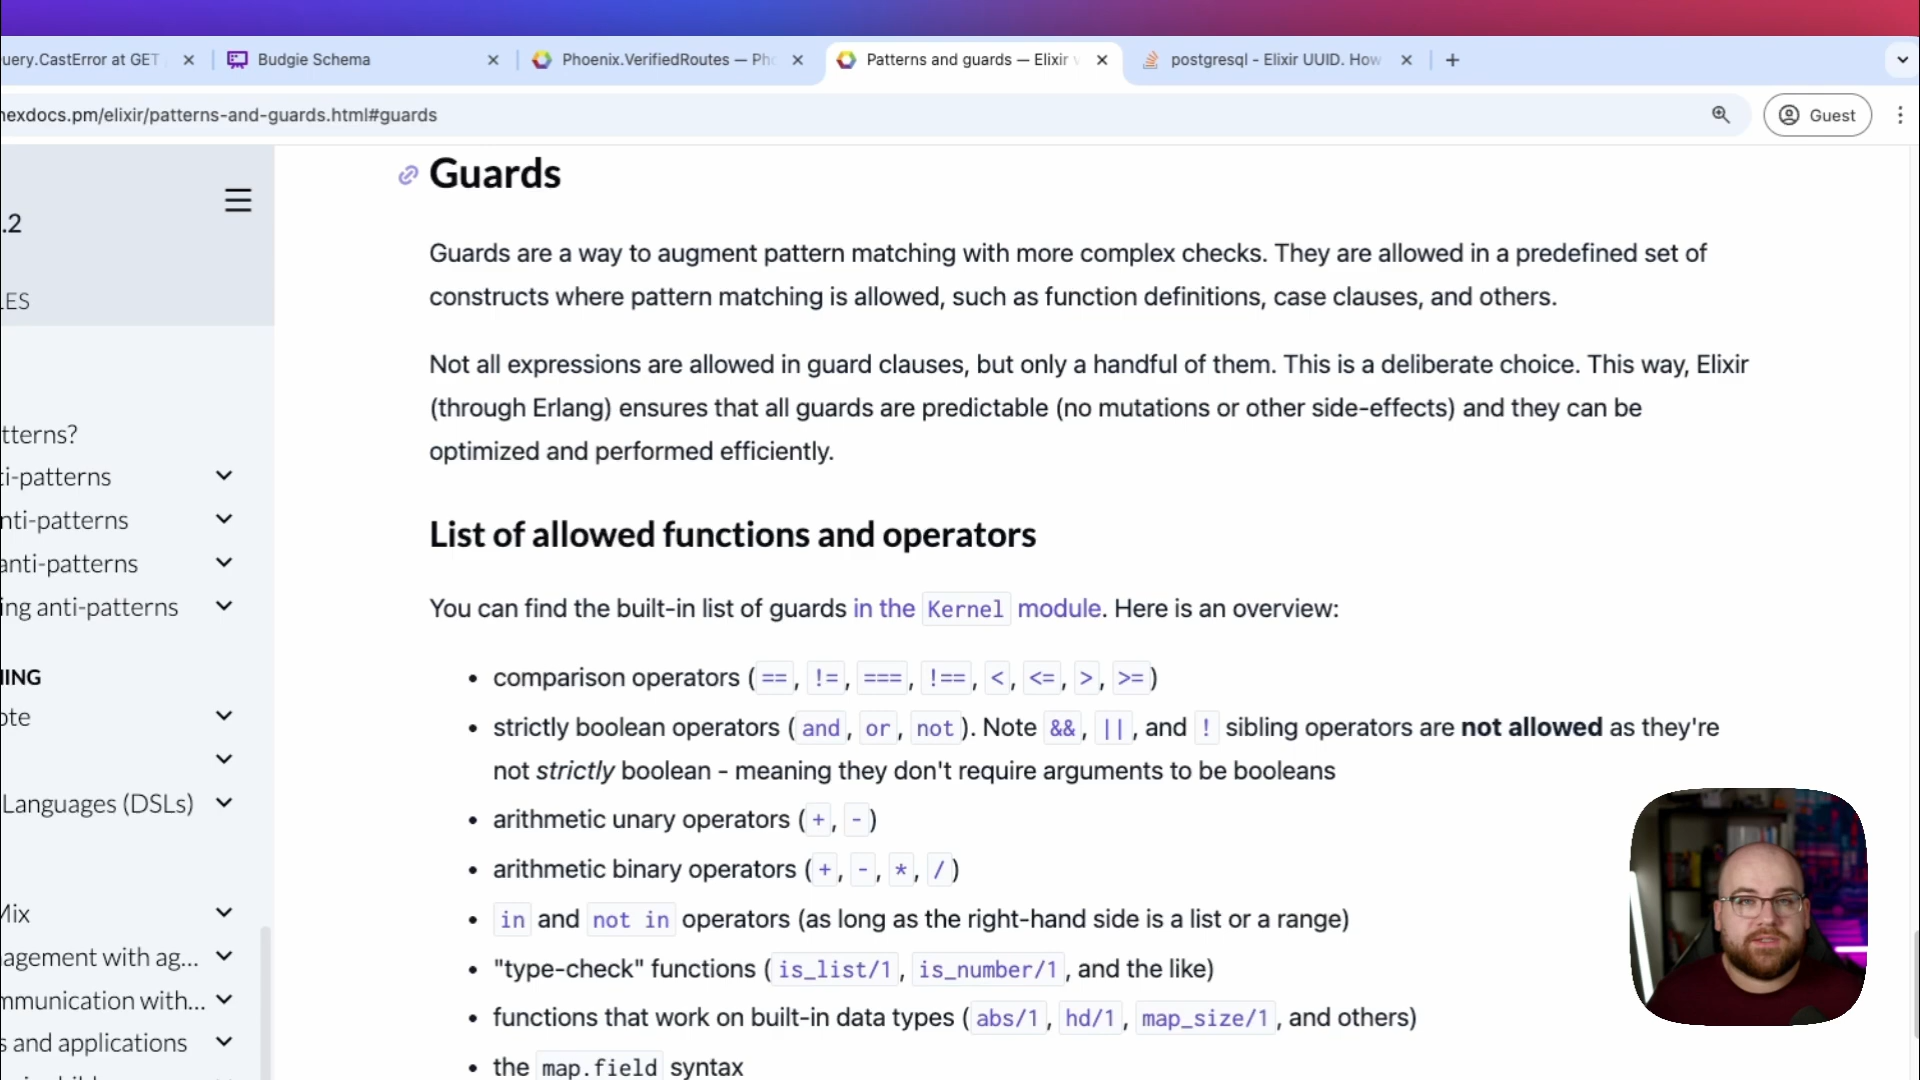 uery.CastError at GET
Budgie Schema
Phoenix.VerifiedRoutes — Pho
Patterns and guards — Elixir v
postgresql - Elixir UUID. How
hexdocs.pm/elixir/patterns-and-guards.html#guards
Guest
.2
LES
tterns?
ti-patterns
nti-patterns
anti-patterns
ing anti-patterns
ING
ote
Languages (DSLs)
Mix
agement with ag...
mmunication with...
s and applications
Guards
Guards are a way to augment pattern matching with more complex checks. They are allowed in a predefined set of
constructs where pattern matching is allowed, such as function definitions, case clauses, and others.
Not all expressions are allowed in guard clauses, but only a handful of them. This is a deliberate choice. This way, Elixir
(through Erlang) ensures that all guards are predictable (no mutations or other side-effects) and they can be
optimized and performed efficiently.
List of allowed functions and operators
You can find the built-in list of guards in the Kernel module. Here is an overview:
• comparison operators (==, !=, ===, !==, <, <=, >, >=)
• strictly boolean operators (and, or, not). Note &&, ||, and ! sibling operators are not allowed as they're
not strictly boolean - meaning they don't require arguments to be booleans
• arithmetic unary operators (+, -)
• arithmetic binary operators (+, -, *, /)
• in and not in operators (as long as the right-hand side is a list or a range)
• "type-check" functions (is_list/1, is_number/1, and the like)
• functions that work on built-in data types (abs/1, hd/1, map_size/1, and others)
• the map.field syntax